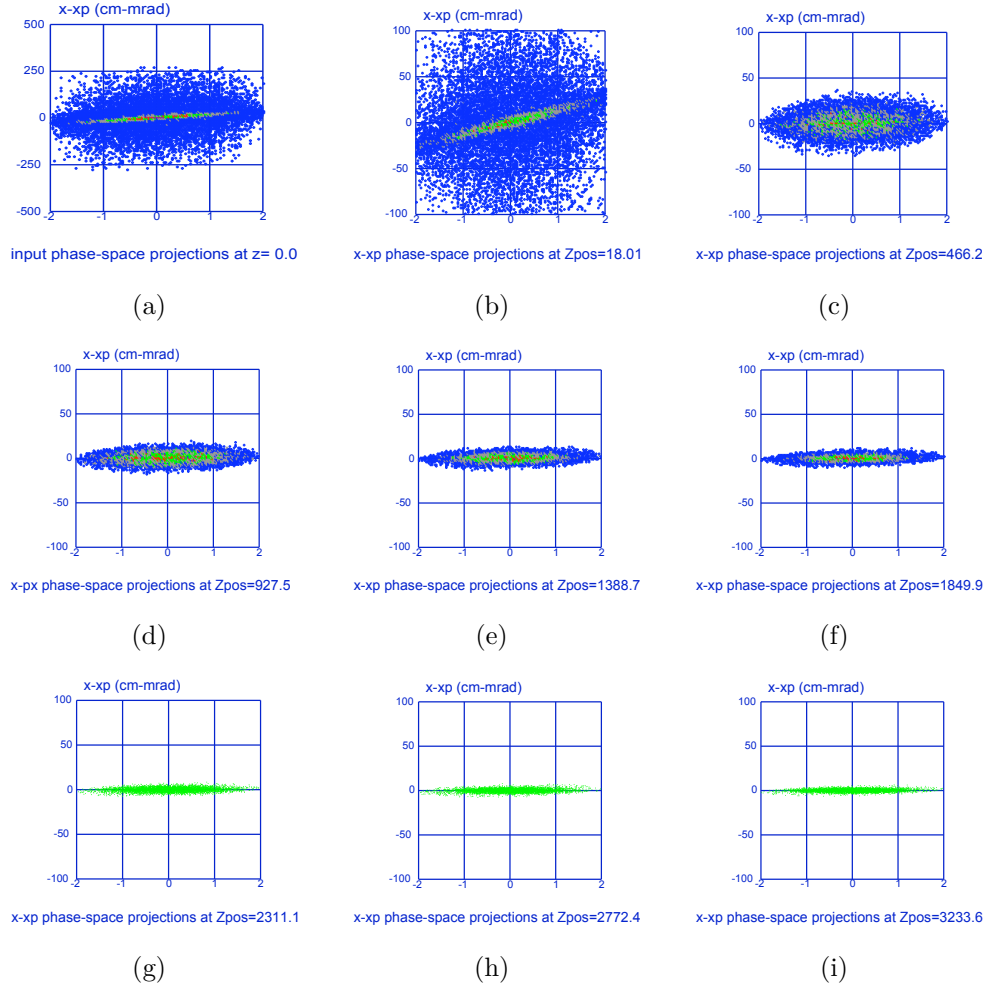 x-xp (cm-mrad)
500
250
0
-250
-500
-2 -1 0 1 2
input phase-space projections at z= 0.0
(a)
x-xp (cm-mrad)
100
50
0
-50
-100
-2 -1 0 1 2
x-xp phase-space projections at Zpos=18.01
(b)
x-xp (cm-mrad)
100
50
0
-50
-100
-2 -1 0 1 2
x-xp phase-space projections at Zpos=466.2
(c)
x-xp (cm-mrad)
100
50
0
-50
-100
-2 -1 0 1 2
x-px phase-space projections at Zpos=927.5
(d)
x-xp (cm-mrad)
100
50
0
-50
-100
-2 -1 0 1 2
x-xp phase-space projections at Zpos=1388.7
(e)
x-xp (cm-mrad)
100
50
0
-50
-100
-2 -1 0 1 2
x-xp phase-space projections at Zpos=1849.9
(f)
x-xp (cm-mrad)
100
50
0
-50
-100
-2 -1 0 1 2
x-xp phase-space projections at Zpos=2311.1
(g)
x-xp (cm-mrad)
100
50
0
-50
-100
-2 -1 0 1 2
x-xp phase-space projections at Zpos=2772.4
(h)
x-xp (cm-mrad)
100
50
0
-50
-100
-2 -1 0 1 2
x-xp phase-space projections at Zpos=3233.6
(i)